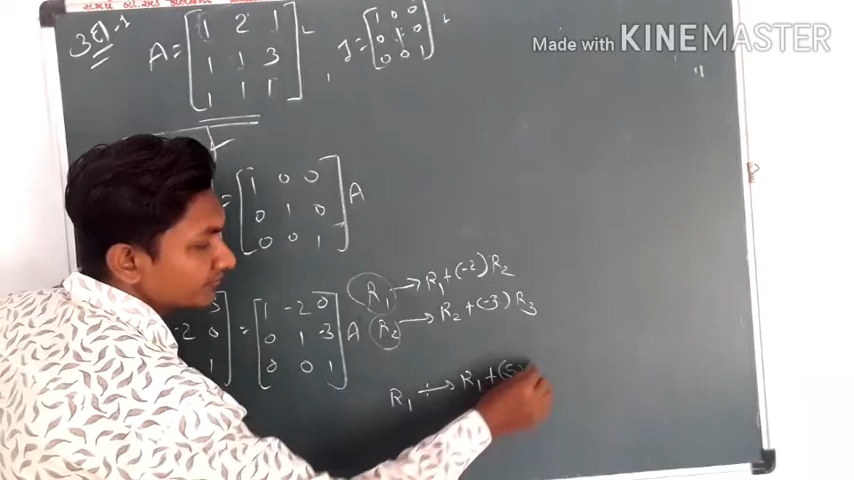 Made with KINEMASTER
A = [ 1 2 1
1 1 3
1 1 1 ] , I = [ 1 0 0
0 1 0
0 0 1 ]
= [ 1 0 0
0 1 0
0 0 1 ] A
-2 0 ] = [ 1 -2 0
0 1 3
0 0 1 ] A
R₁ → R₁ + (-2) R₂
R₂ → R₂ + (-3) R₃
R₁ → R₁ +